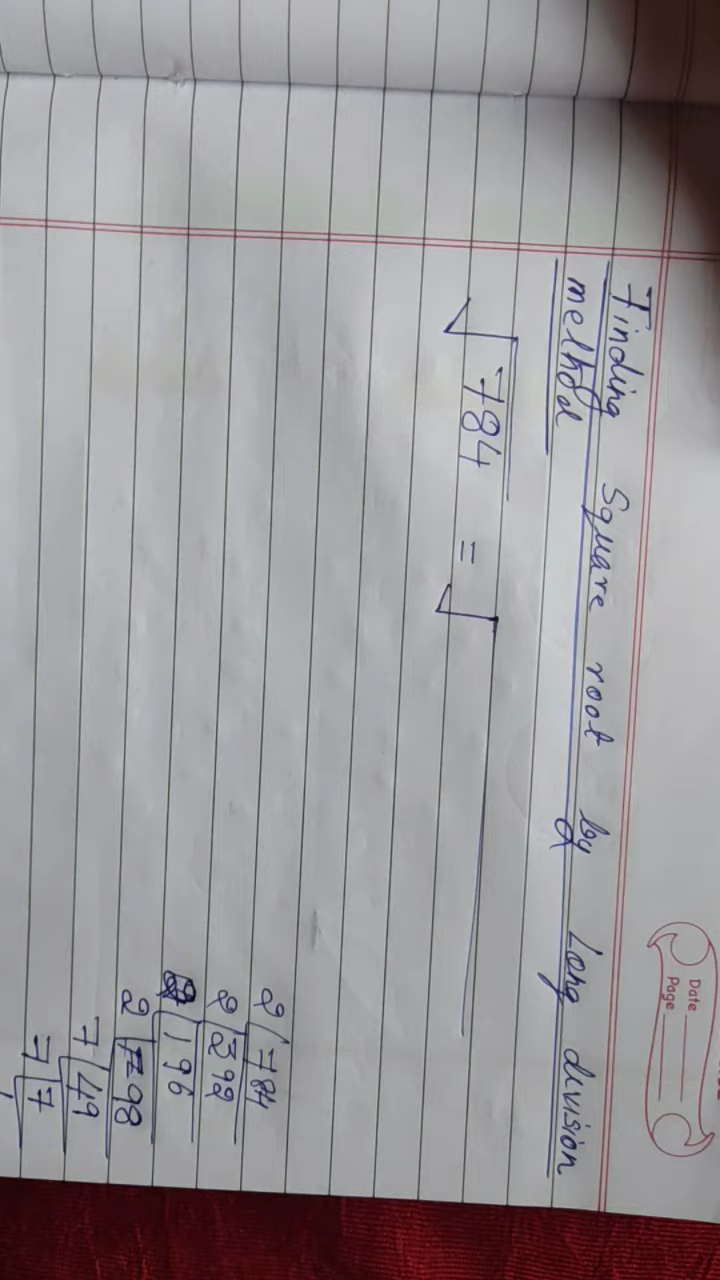 Date
Page
Finding Square root by Long division
method
√784 = √
2 784
2 392
2 196
2 98
7 49
7 7